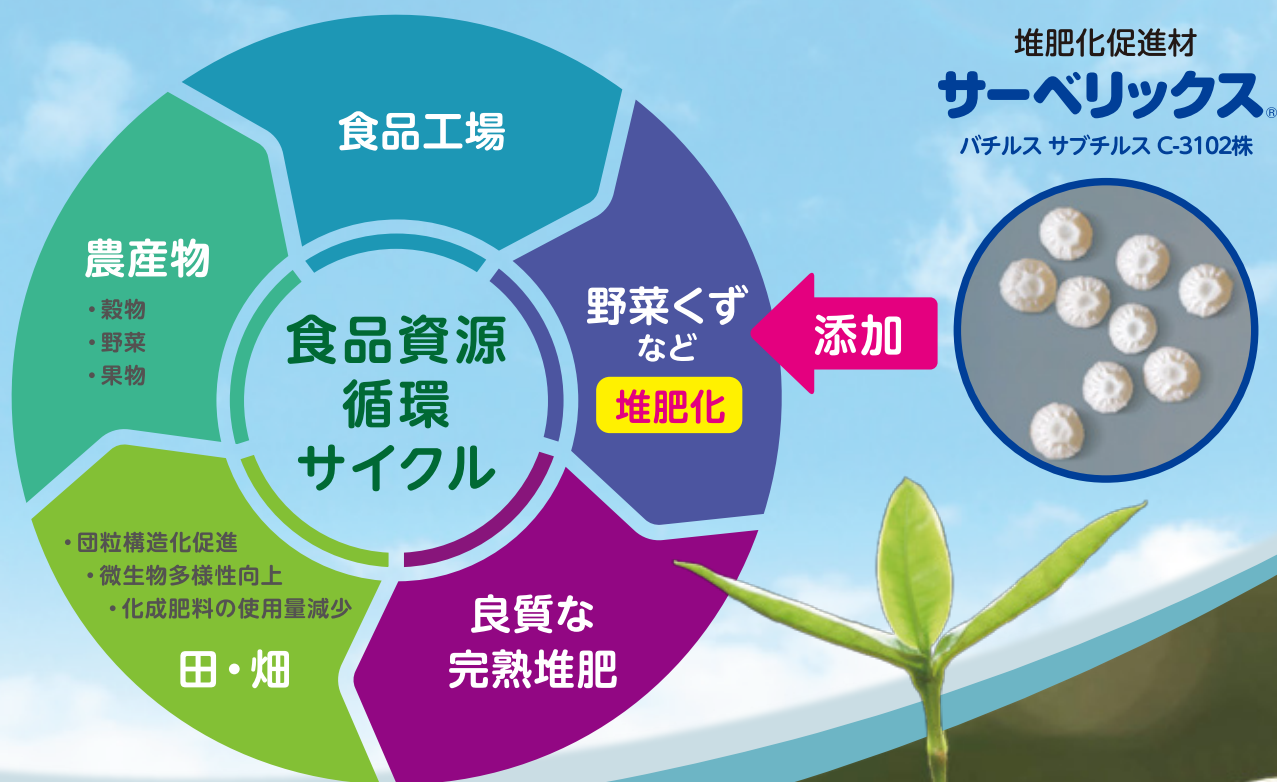 堆肥化促進材
サーベリックス®
バチルス サブチルス C-3102株
食品工場
野菜くず
など
堆肥化
添加
良質な
完熟堆肥
・団粒構造化促進
・微生物多様性向上
・化成肥料の使用量減少
田・畑
農産物
・穀物
・野菜
・果物
食品資源
循環
サイクル